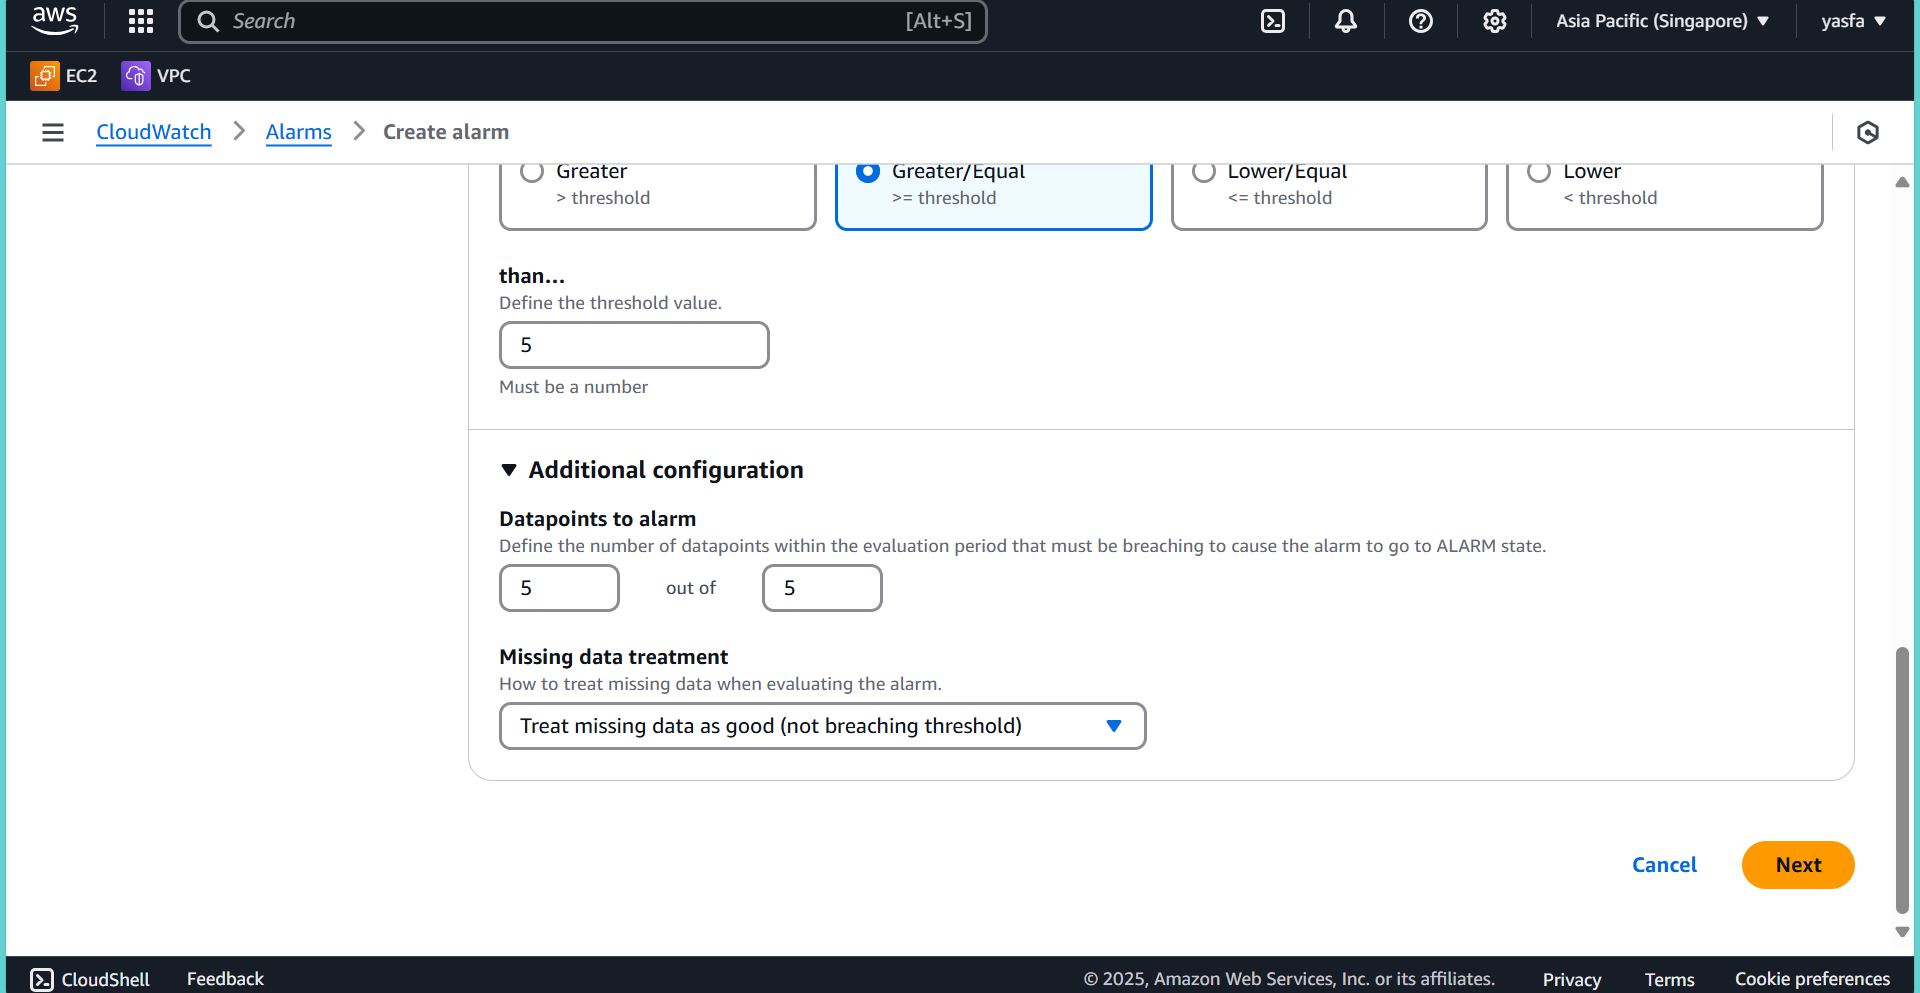 aws
Search [Alt+S] Asia Pacific (Singapore) yasfa
EC2 VPC
CloudWatch Alarms Create alarm
Greater Greater/Equal Lower/Equal Lower
> threshold >= threshold <= threshold < threshold
than...
Define the threshold value.
5
Must be a number
Additional configuration
Datapoints to alarm
Define the number of datapoints within the evaluation period that must be breaching to cause the alarm to go to ALARM state.
5 out of 5
Missing data treatment
How to treat missing data when evaluating the alarm.
Treat missing data as good (not breaching threshold)
Cancel Next
CloudShell Feedback © 2025, Amazon Web Services, Inc. or its affiliates. Privacy Terms Cookie preferences